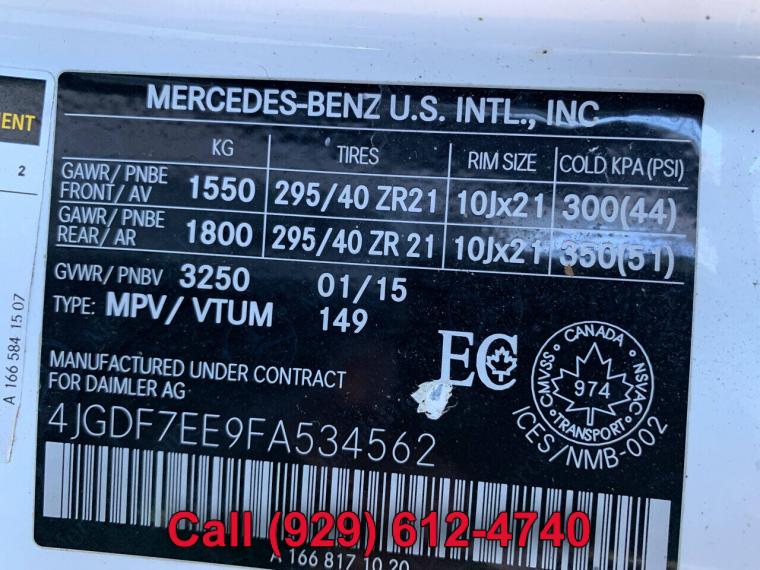 MERCEDES-BENZ U.S. INTL., INC
KG TIRES RIM SIZE COLD, KPA (PSI)
GAWR/ PNBE
FRONT/ AV 1550 295/40 ZR21 10Jx21 300(44)
GAWR/ PNBE
REAR/ AR 1800 295/40 ZR 21 10Jx21 350(51)
GVWR/ PNBV 3250 01/15
TYPE: MPV/ VTUM 149
MANUFACTURED UNDER CONTRACT
FOR DAIMLER AG
4JGDF7EE9FA534562
EC
CANADA
CMVSS 974 NSVAC
TRANSPORT
ICES/NMB-002
Call (929) 612-4740
A 166 817 10 20
ENT
2
A 166 584 15 07